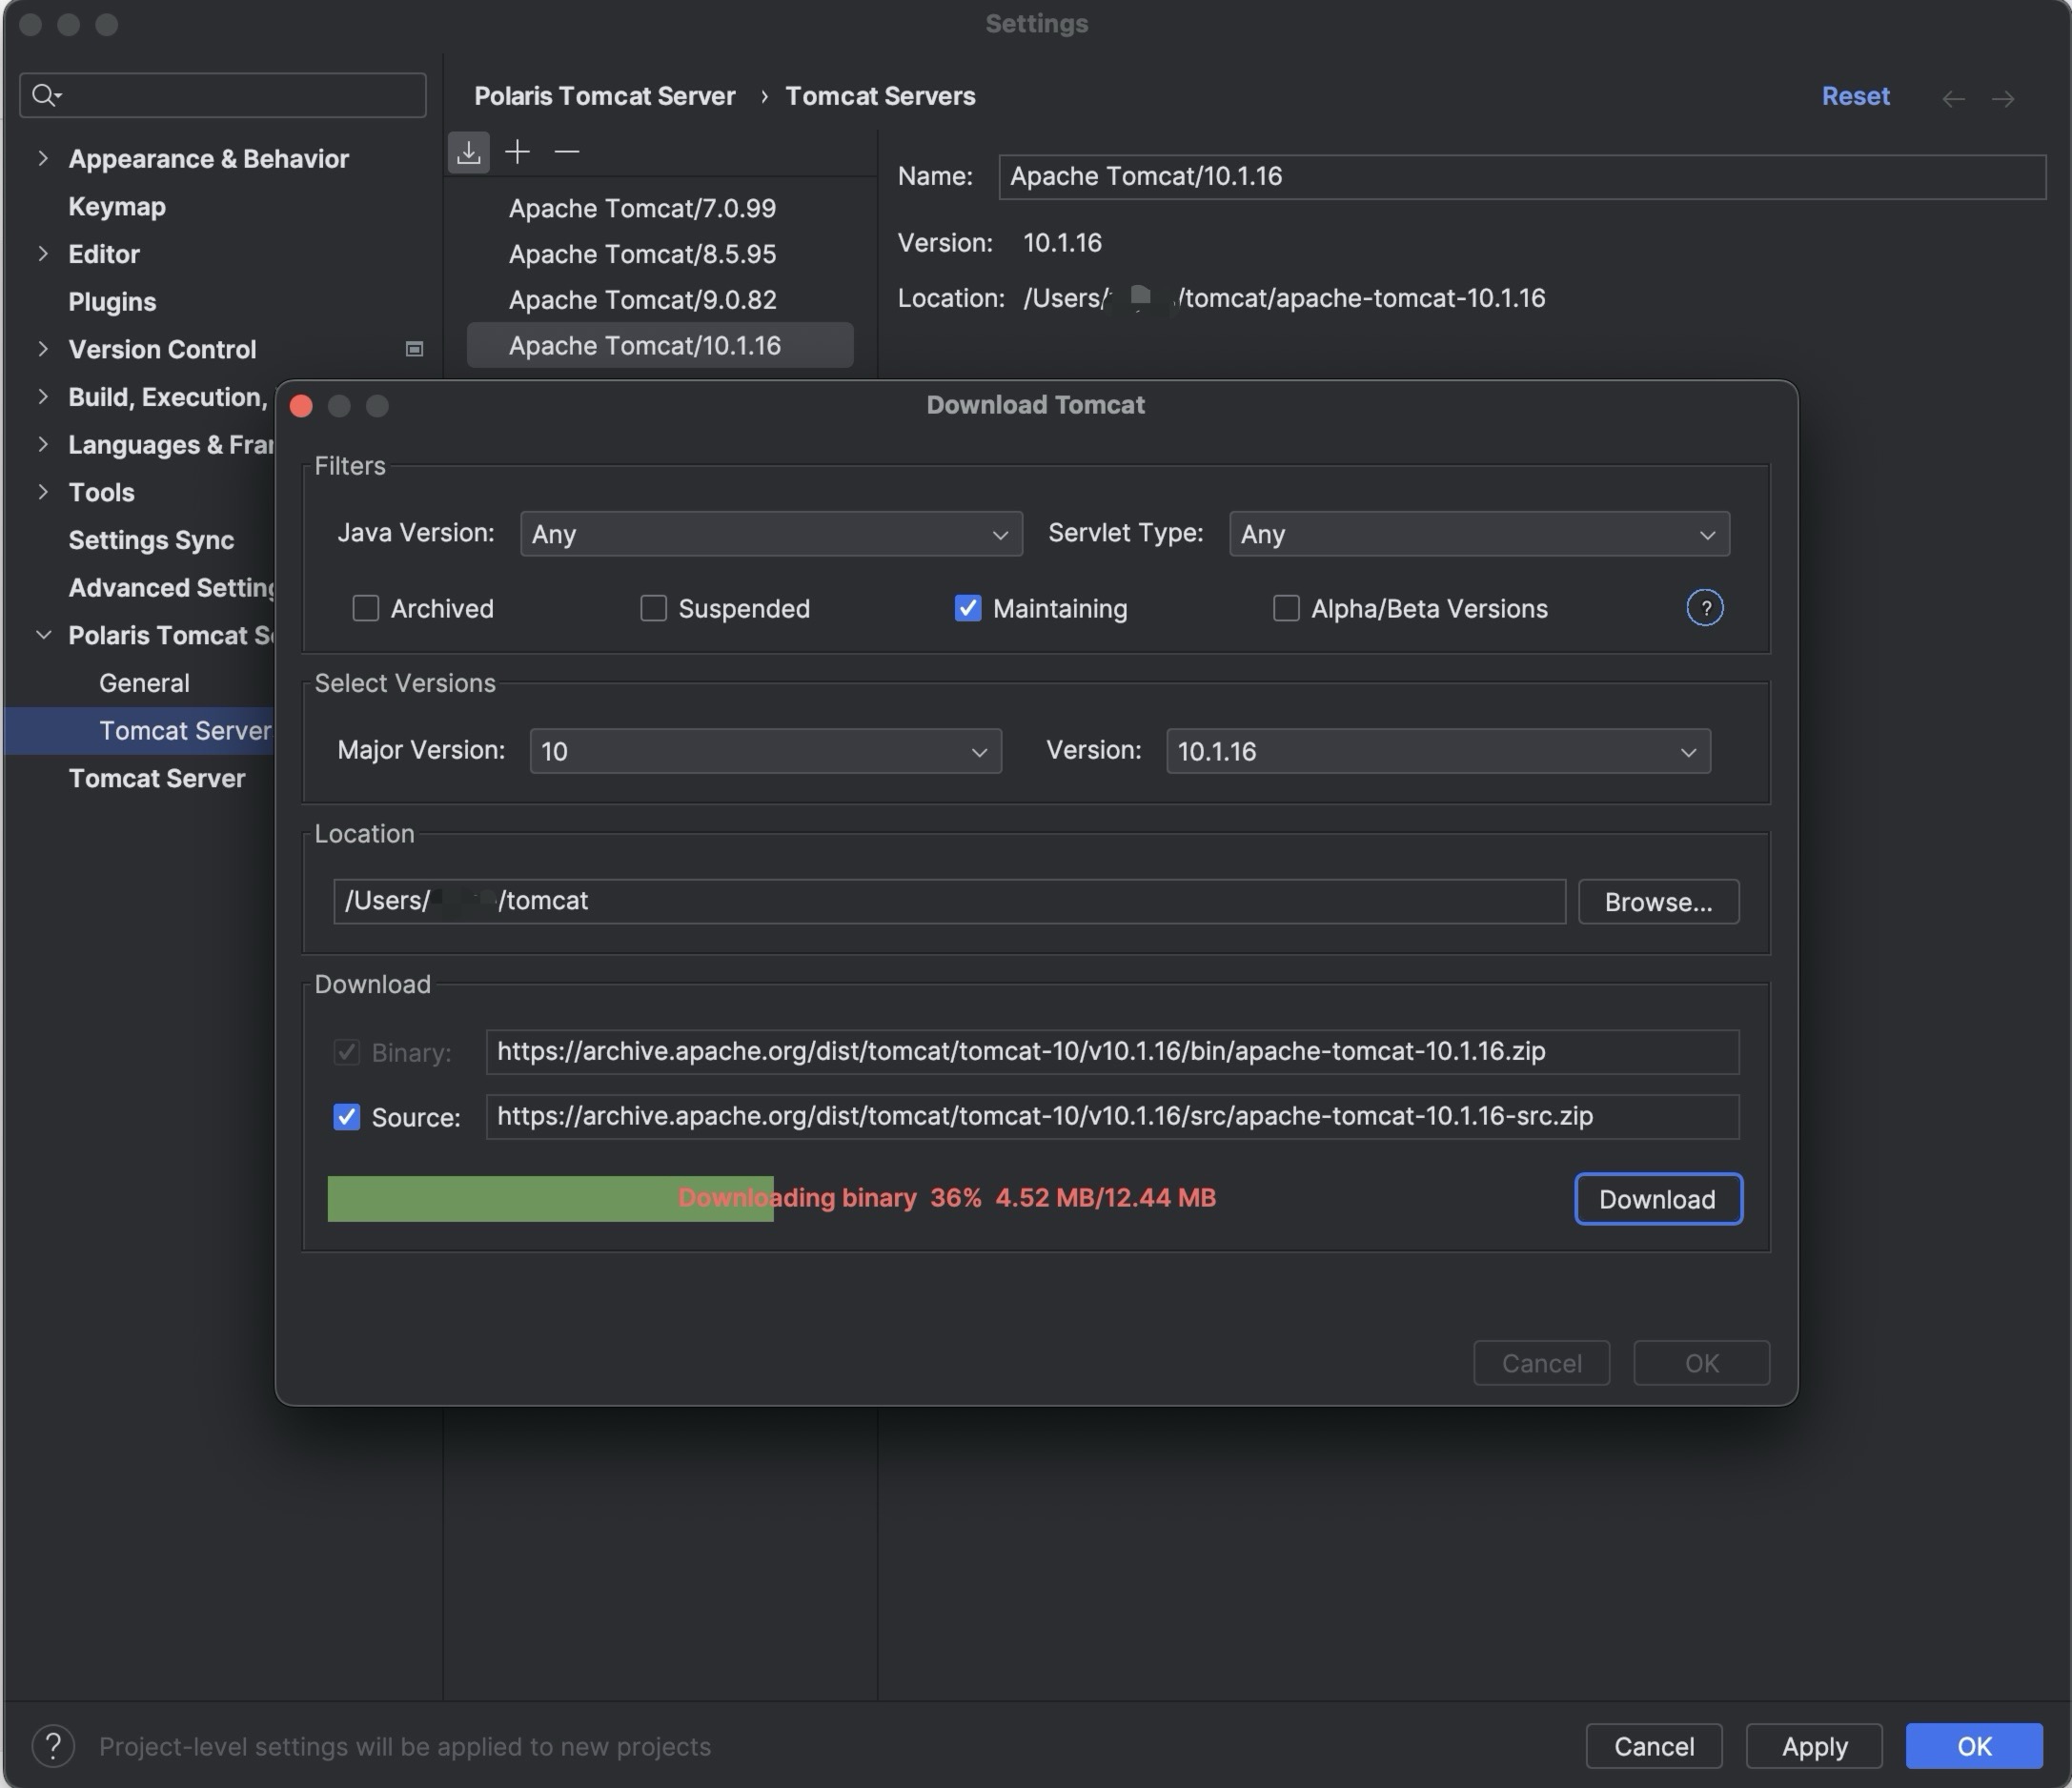 Settings
Polaris Tomcat Server › Tomcat Servers
Reset
Appearance & Behavior
Keymap
Editor
Plugins
Version Control
Build, Execution,
Languages & Fra
Tools
Settings Sync
Advanced Setting
Polaris Tomcat S
General
Tomcat Server
Tomcat Server
Apache Tomcat/7.0.99
Apache Tomcat/8.5.95
Apache Tomcat/9.0.82
Apache Tomcat/10.1.16
Name: Apache Tomcat/10.1.16
Version: 10.1.16
Location: /Users/ /tomcat/apache-tomcat-10.1.16
Download Tomcat
Filters
Java Version: Any Servlet Type: Any
Archived Suspended Maintaining Alpha/Beta Versions ?
Select Versions
Major Version: 10 Version: 10.1.16
Location
/Users/ /tomcat Browse...
Download
Binary: https://archive.apache.org/dist/tomcat/tomcat-10/v10.1.16/bin/apache-tomcat-10.1.16.zip
Source: https://archive.apache.org/dist/tomcat/tomcat-10/v10.1.16/src/apache-tomcat-10.1.16-src.zip
Downloading binary 36% 4.52 MB/12.44 MB Download
Cancel OK
? Project-level settings will be applied to new projects
Cancel Apply OK